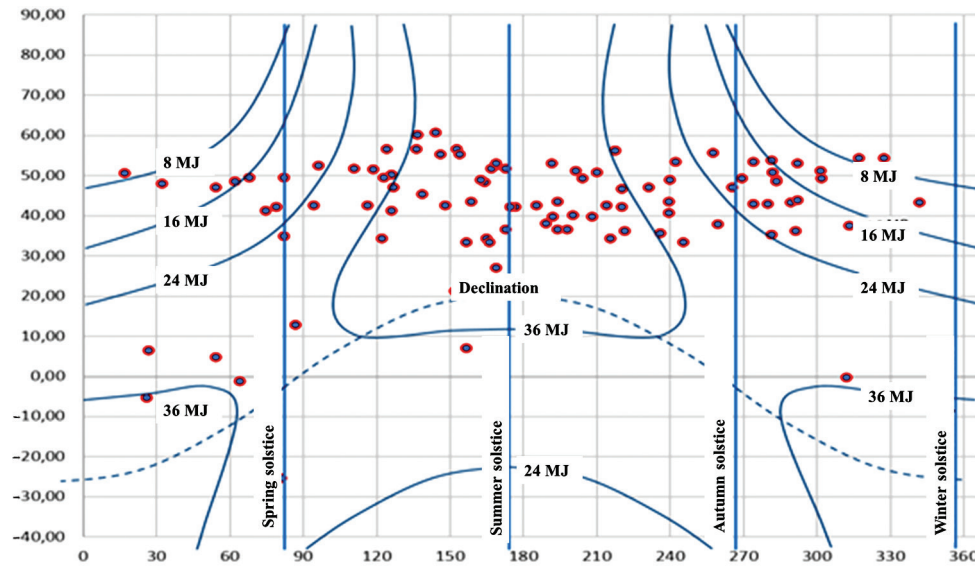 90,00
80,00
70,00
60,00
50,00
40,00
30,00
20,00
10,00
0,00
-10,00
-20,00
-30,00
-40,00
0 30 60 90 120 150 180 210 240 270 300 330 360
8 MJ
16 MJ
24 MJ
36 MJ
Spring solstice
Declination
36 MJ
24 MJ
Summer solstice
Autumn solstice
8 MJ
16 MJ
24 MJ
36 MJ
Winter solstice